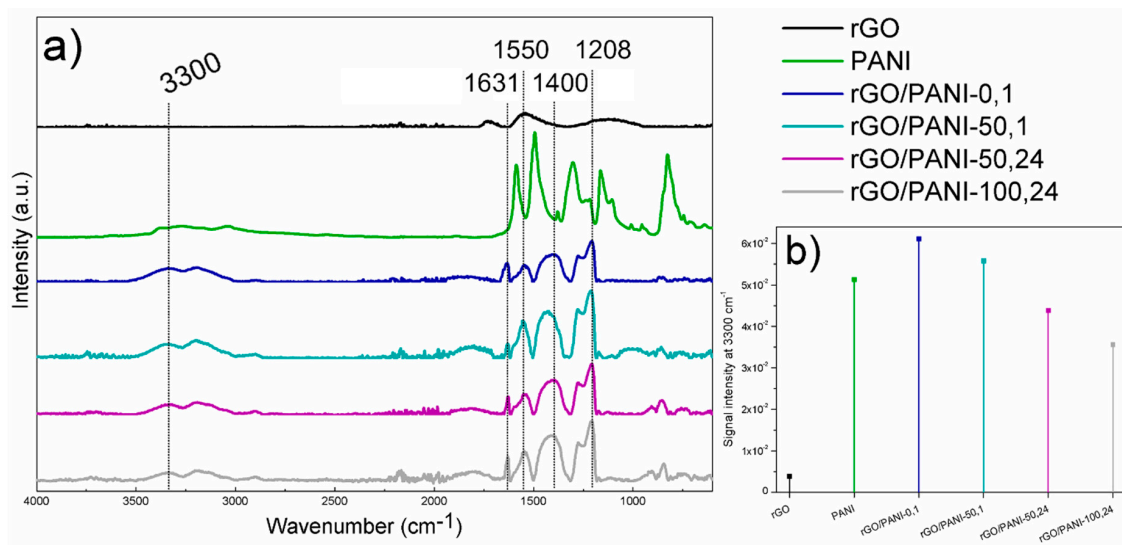 a)
3300
1550
1208
1631
1400
Intensity (a.u.)
4000
3500
3000
2500
2000
1500
1000
Wavenumber (cm⁻¹)
rGO
PANI
rGO/PANI-0,1
rGO/PANI-50,1
rGO/PANI-50,24
rGO/PANI-100,24
b)
Signal intensity at 3300 cm⁻¹
6x10⁻²
5x10⁻²
4x10⁻²
3x10⁻²
2x10⁻²
1x10⁻²
0
rGO
PANI
rGO/PANI-0,1
rGO/PANI-50,1
rGO/PANI-50,24
rGO/PANI-100,24